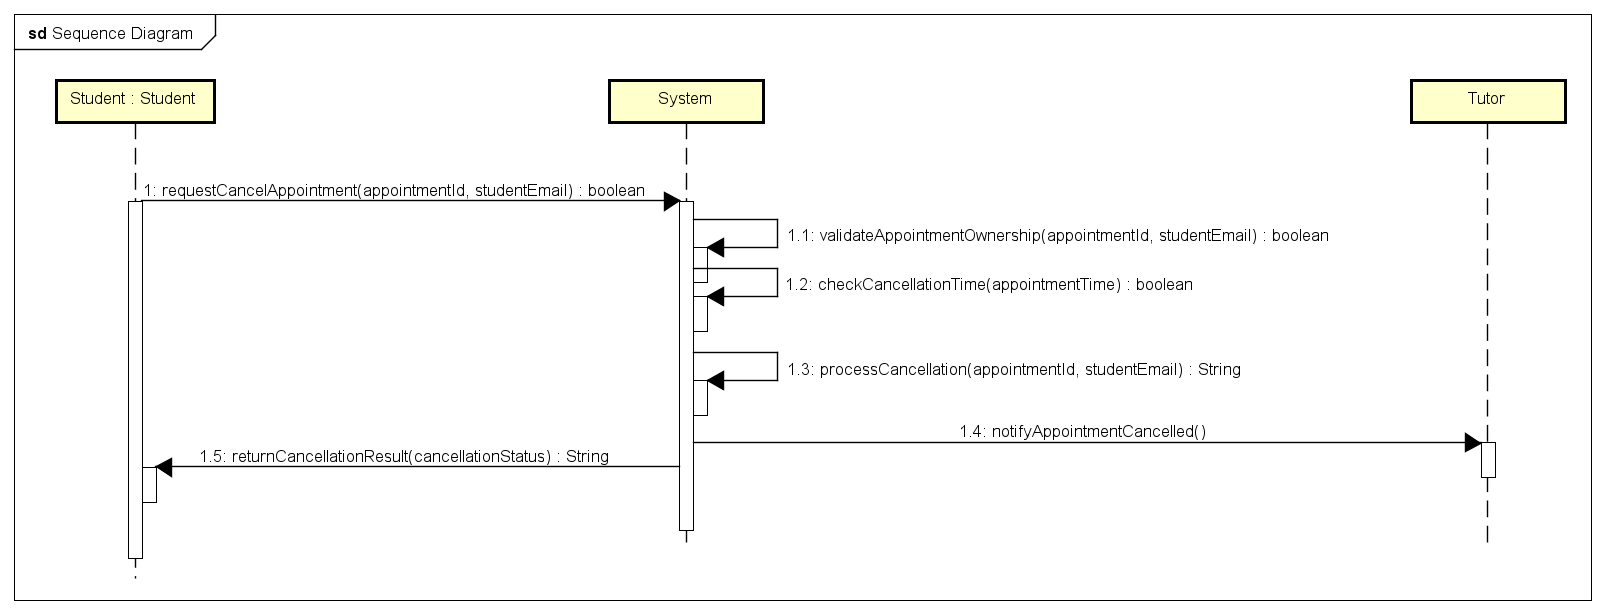 sd Sequence Diagram
Student : Student
System
Tutor
1: requestCancelAppointment(appointmentId, studentEmail) : boolean
1.1: validateAppointmentOwnership(appointmentId, studentEmail) : boolean
1.2: checkCancellationTime(appointmentTime) : boolean
1.3: processCancellation(appointmentId, studentEmail) : String
1.4: notifyAppointmentCancelled()
1.5: returnCancellationResult(cancellationStatus) : String